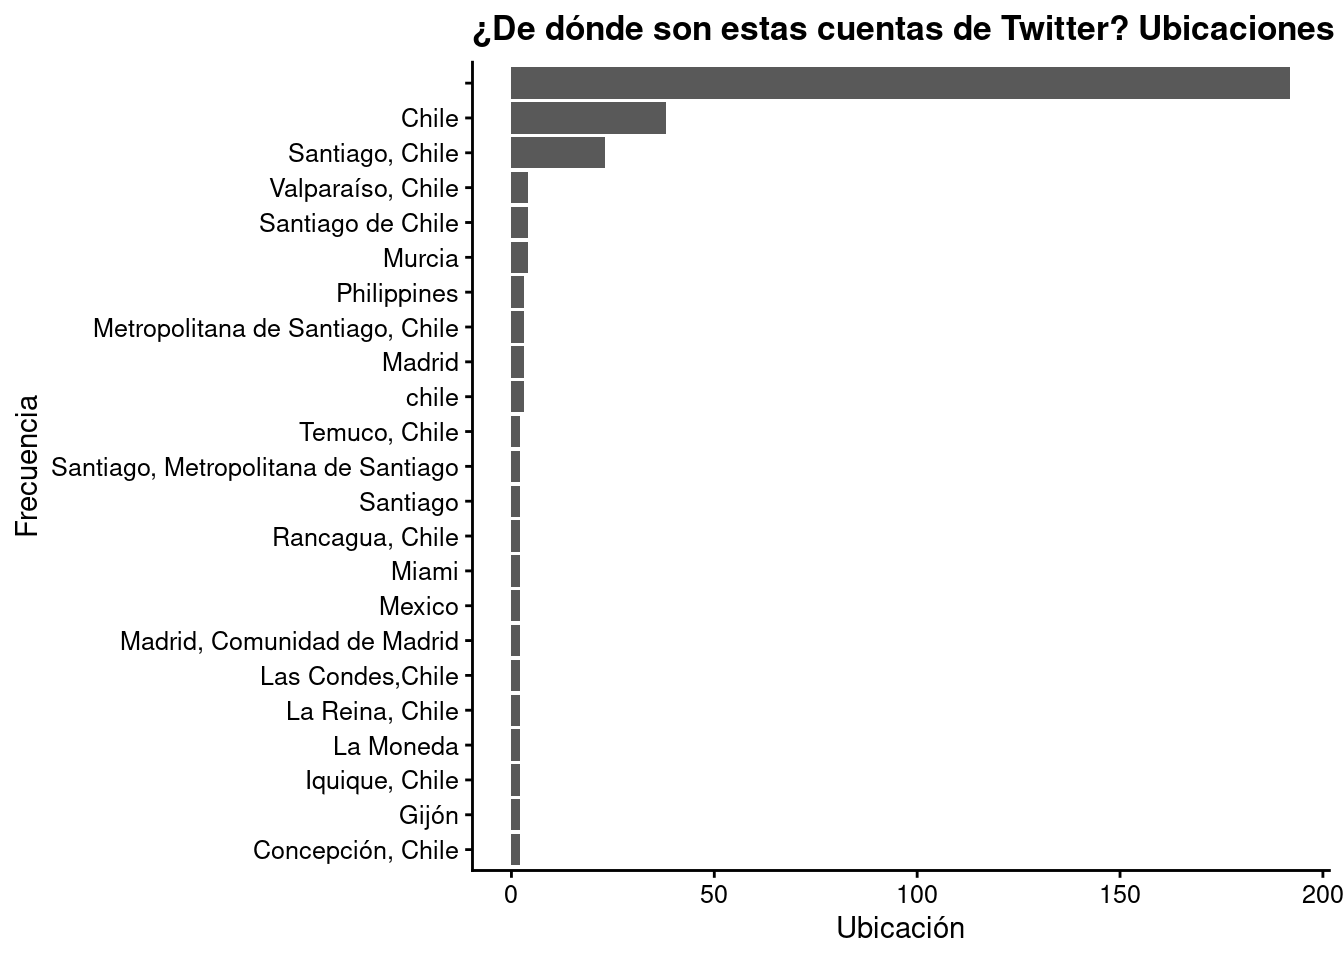 ¿De dónde son estas cuentas de Twitter? Ubicaciones
Chile
Santiago, Chile
Valparaíso, Chile
Santiago de Chile
Murcia
Philippines
Metropolitana de Santiago, Chile
Madrid
chile
Temuco, Chile
Santiago, Metropolitana de Santiago
Santiago
Rancagua, Chile
Miami
Mexico
Madrid, Comunidad de Madrid
Las Condes,Chile
La Reina, Chile
La Moneda
Iquique, Chile
Gijón
Concepción, Chile
Frecuencia
0 50 100 150 200
Ubicación